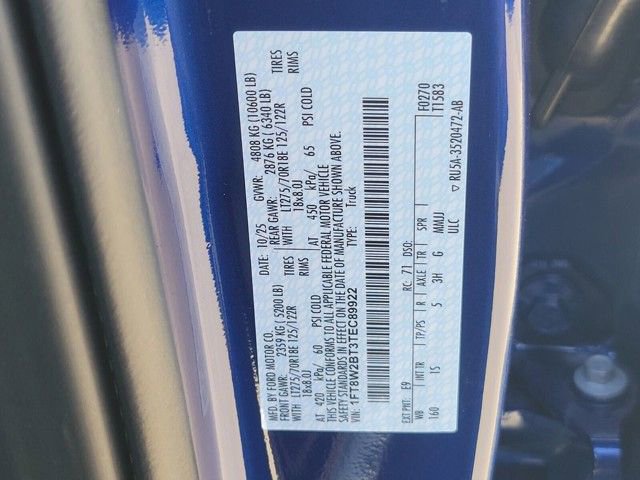 MFD. BY FORD MOTOR CO.
DATE: 10/25 GVWR: 4808 KG (10600 LB)
FRONT GAWR: 2359 KG (5200 LB) REAR GAWR: 2876 KG (6340 LB)
WITH LT275/70R18E 125/122R TIRES WITH LT275/70R18E 125/122R TIRES
18x8.0J RIMS 18x8.0J RIMS
AT 420 kPa/ 60 PSI COLD AT 450 kPa/ 65 PSI COLD
THIS VEHICLE CONFORMS TO ALL APPLICABLE FEDERAL MOTOR VEHICLE
SAFETY STANDARDS IN EFFECT ON THE DATE OF MANUFACTURE SHOWN ABOVE.
VIN: 1FT8W2BT3TEC89922 TYPE: Truck
EXT PNT: E9 RC: 71 DSO: F0270
WB INT TR TP/PS R AXLE TR SPR 1T583
160 IS 5 3H G MMUJ
ULC
▽ RU5A-3520472-AB